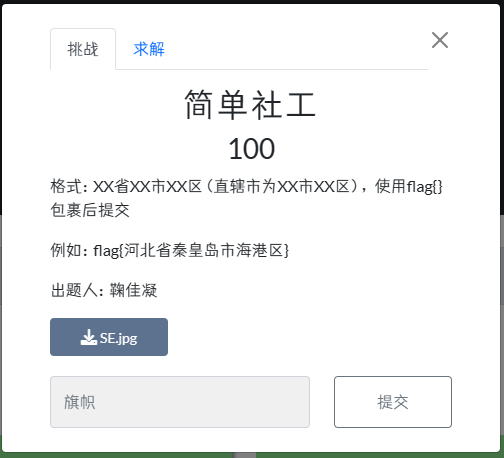 挑战
求解
简单社工
100
格式: XX省XX市XX区 (直辖市为XX市XX区) ，使用flag{}
包裹后提交
例如: flag{河北省秦皇岛市海港区}
出题人: 鞠佳凝
SE.jpg
旗帜
提交